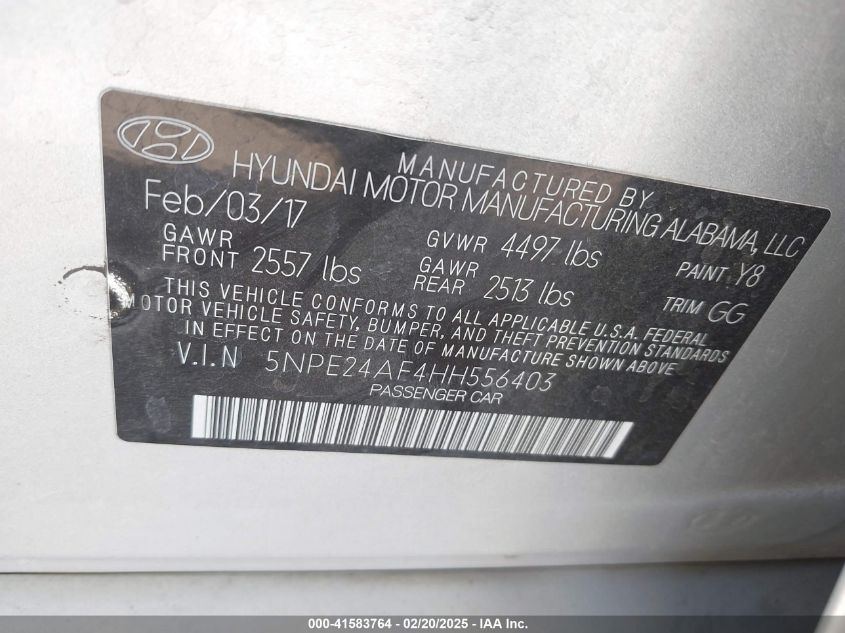 MANUFACTURED BY
HYUNDAI MOTOR MANUFACTURING ALABAMA, LLC
Feb/03/17
GAWR FRONT 2557 lbs
GVWR 4497 lbs
GAWR REAR 2513 lbs
PAINT Y8
TRIM GG
THIS VEHICLE CONFORMS TO ALL APPLICABLE U.S.A. FEDERAL
MOTOR VEHICLE SAFETY, BUMPER, AND THEFT PREVENTION STANDARDS
IN EFFECT ON THE DATE OF MANUFACTURE SHOWN ABOVE
V.I.N 5NPE24AF4HH556403
PASSENGER CAR
000-41583764 - 02/20/2025 - IAA Inc.